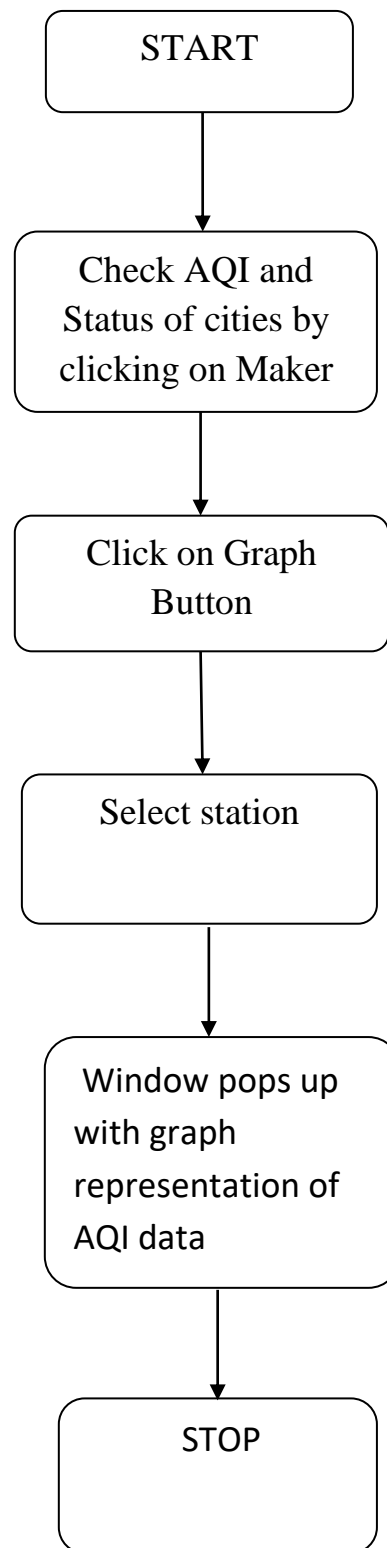 START
Check AQI and
Status of cities by
clicking on Maker
Click on Graph
Button
Select station
Window pops up
with graph
representation of
AQI data
STOP